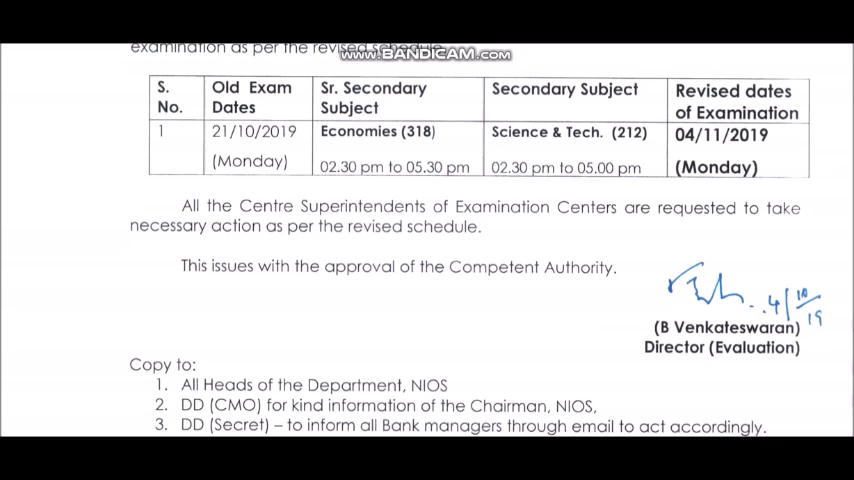 examination as per the revised schedule.
www.BANDICAM.com
S. No. Old Exam Dates Sr. Secondary Subject Secondary Subject Revised dates of Examination
1 21/10/2019 (Monday) Economies (318) 02.30 pm to 05.30 pm Science & Tech. (212) 02.30 pm to 05.00 pm 04/11/2019 (Monday)
All the Centre Superintendents of Examination Centers are requested to take
necessary action as per the revised schedule.
This issues with the approval of the Competent Authority.
4/10/19
(B Venkateswaran)
Director (Evaluation)
Copy to:
1. All Heads of the Department, NIOS
2. DD (CMO) for kind information of the Chairman, NIOS,
3. DD (Secret) – to inform all Bank managers through email to act accordingly.